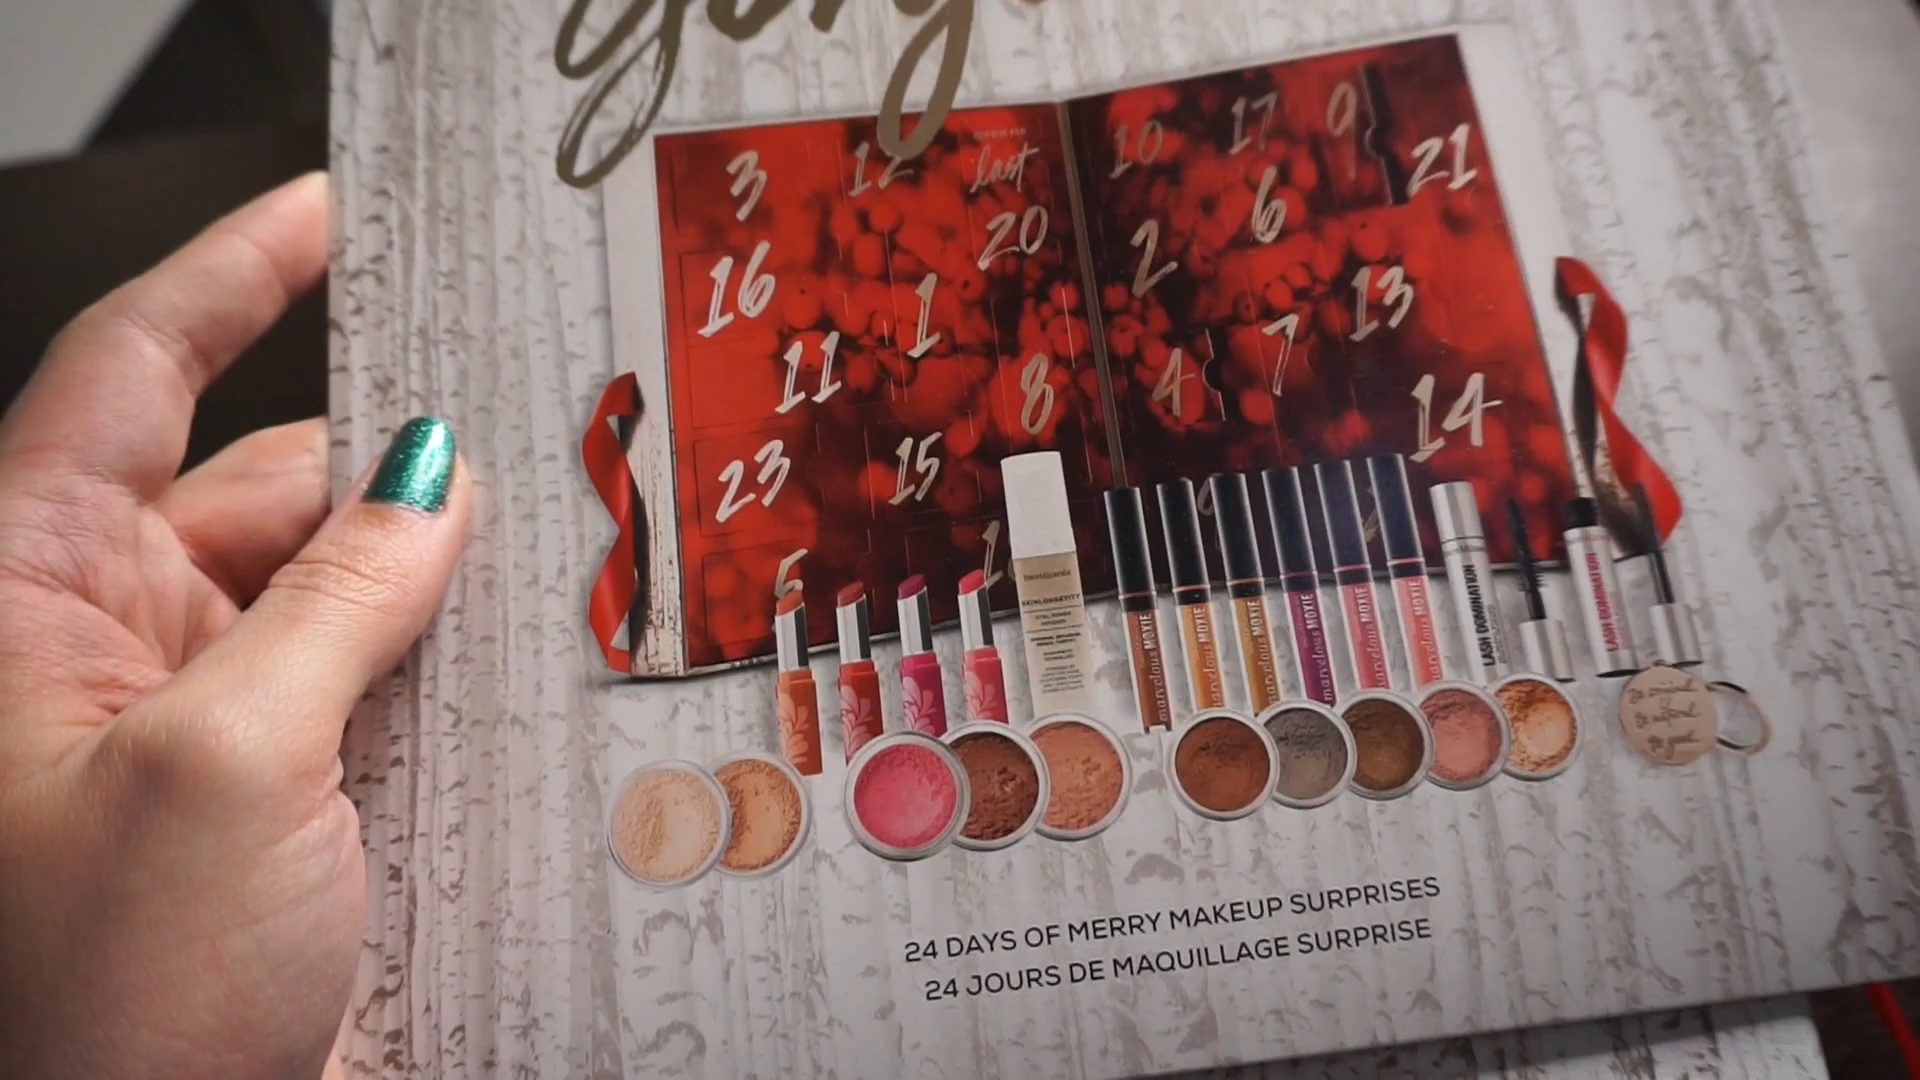 3 12 OPEN ME last 10 17 9 21
16 20 2 6
11 1 8 4 7 13
23 15 14
5
bareMinerals
SKINLONGEVITY
marvelous MOXIE
marvelous MOXIE
marvelous MOXIE
marvelous MOXIE
marvelous MOXIE
marvelous MOXIE
LASH DOMINATION
LASH DOMINATION
24 DAYS OF MERRY MAKEUP SURPRISES
24 JOURS DE MAQUILLAGE SURPRISE